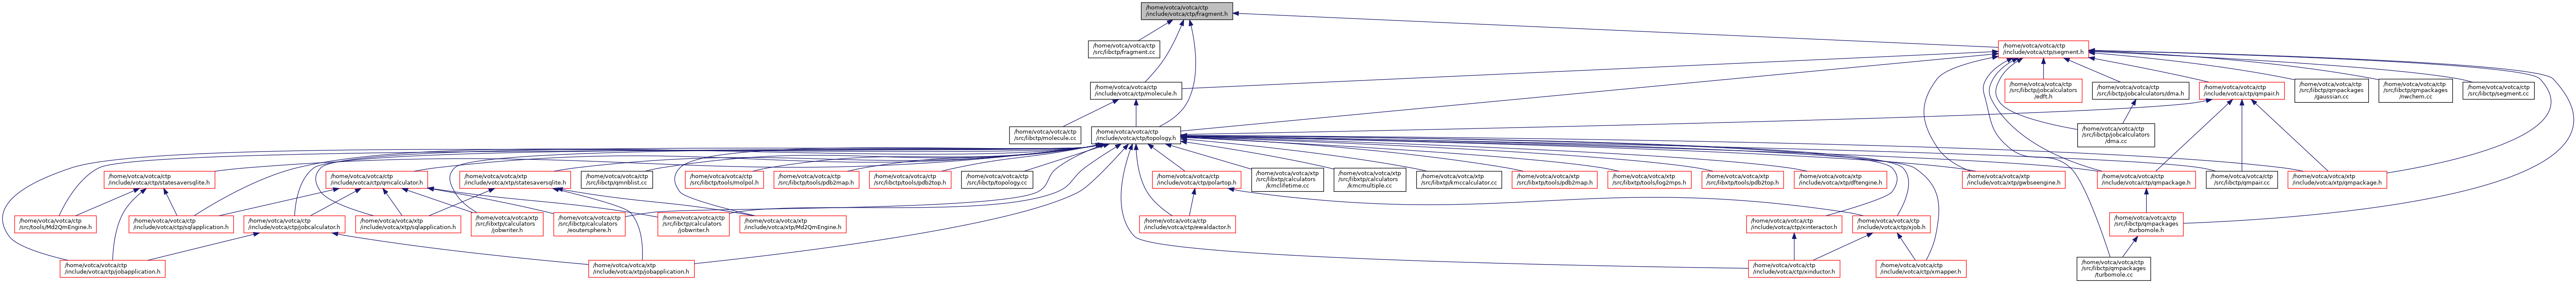 /home/votca/votca/ctp
/include/votca/ctp/fragment.h
/home/votca/votca/ctp
/src/libctp/fragment.cc
/home/votca/votca/ctp
/include/votca/ctp/segment.h
/home/votca/votca/ctp
/include/votca/ctp/molecule.h
/home/votca/votca/ctp
/src/libctp/jobcalculators
/edft.h
/home/votca/votca/ctp
/src/libctp/jobcalculators/dma.h
/home/votca/votca/ctp
/include/votca/ctp/qmpair.h
/home/votca/votca/ctp
/src/libctp/qmpackages
/gaussian.cc
/home/votca/votca/ctp
/src/libctp/qmpackages
/nwchem.cc
/home/votca/votca/ctp
/src/libctp/segment.cc
/home/votca/votca/ctp
/src/libctp/molecule.cc
/home/votca/votca/ctp
/include/votca/ctp/topology.h
/home/votca/votca/ctp
/src/libctp/jobcalculators
/dma.cc
/home/votca/votca/ctp
/include/votca/ctp/statesaversqlite.h
/home/votca/votca/ctp
/include/votca/ctp/qmcalculator.h
/home/votca/votca/xtp
/include/votca/xtp/statesaversqlite.h
/home/votca/votca/ctp
/src/libctp/qmnblist.cc
/home/votca/votca/ctp
/src/libctp/tools/molpol.h
/home/votca/votca/ctp
/src/libctp/tools/pdb2map.h
/home/votca/votca/ctp
/src/libctp/tools/pdb2top.h
/home/votca/votca/ctp
/src/libctp/topology.cc
/home/votca/votca/ctp
/include/votca/ctp/polartop.h
/home/votca/votca/xtp
/src/libxtp/calculators
/kmclifetime.cc
/home/votca/votca/xtp
/src/libxtp/calculators
/kmcmultiple.cc
/home/votca/votca/xtp
/src/libxtp/kmccalculator.cc
/home/votca/votca/xtp
/src/libxtp/tools/pdb2map.h
/home/votca/votca/xtp
/src/libxtp/tools/log2mps.h
/home/votca/votca/xtp
/src/libxtp/tools/pdb2top.h
/home/votca/votca/xtp
/include/votca/xtp/dftengine.h
/home/votca/votca/xtp
/include/votca/xtp/gwbseengine.h
/home/votca/votca/ctp
/include/votca/ctp/qmpackage.h
/home/votca/votca/ctp
/src/libctp/qmpair.cc
/home/votca/votca/xtp
/include/votca/xtp/qmpackage.h
/home/votca/votca/ctp
/src/tools/Md2QmEngine.h
/home/votca/votca/ctp
/include/votca/ctp/sqlapplication.h
/home/votca/votca/ctp
/include/votca/ctp/jobcalculator.h
/home/votca/votca/xtp
/include/votca/xtp/sqlapplication.h
/home/votca/votca/xtp
/src/libxtp/calculators
/jobwriter.h
/home/votca/votca/ctp
/src/libctp/calculators
/eoutersphere.h
/home/votca/votca/ctp
/src/libctp/calculators
/jobwriter.h
/home/votca/votca/xtp
/include/votca/xtp/Md2QmEngine.h
/home/votca/votca/ctp
/include/votca/ctp/ewaldactor.h
/home/votca/votca/ctp
/include/votca/ctp/xinteractor.h
/home/votca/votca/ctp
/include/votca/ctp/xjob.h
/home/votca/votca/ctp
/src/libctp/qmpackages
/turbomole.h
/home/votca/votca/ctp
/include/votca/ctp/jobapplication.h
/home/votca/votca/xtp
/include/votca/xtp/jobapplication.h
/home/votca/votca/ctp
/include/votca/ctp/xinductor.h
/home/votca/votca/ctp
/include/votca/ctp/xmapper.h
/home/votca/votca/ctp
/src/libctp/qmpackages
/turbomole.cc